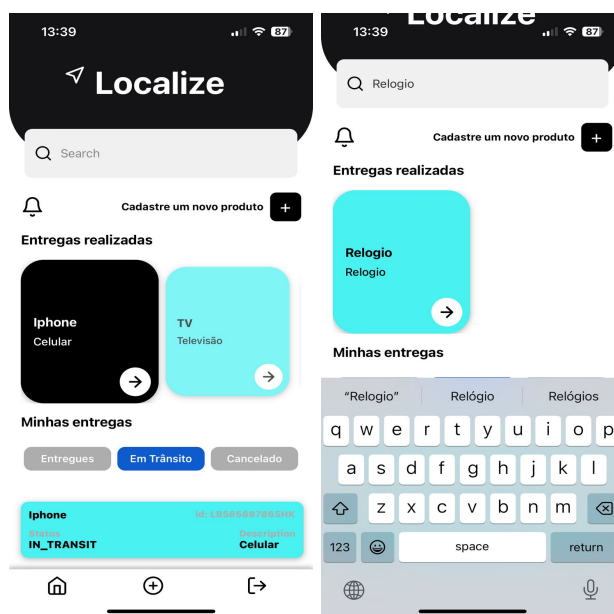 13:39
87
Localize
Search
Cadastre um novo produto +
Entregas realizadas
Iphone
Celular
TV
Televisão
Minhas entregas
Entregues
Em Trânsito
Cancelado
Iphone
Status
Description
IN_TRANSIT
Celular
Localize
13:39
87
Relogio
Cadastre um novo produto +
Entregas realizadas
Relogio
Relogio
Minhas entregas
“Relogio” Relógio Relógios
q w e r t y u i o p
a s d f g h j k l
z x c v b n m
123 space return